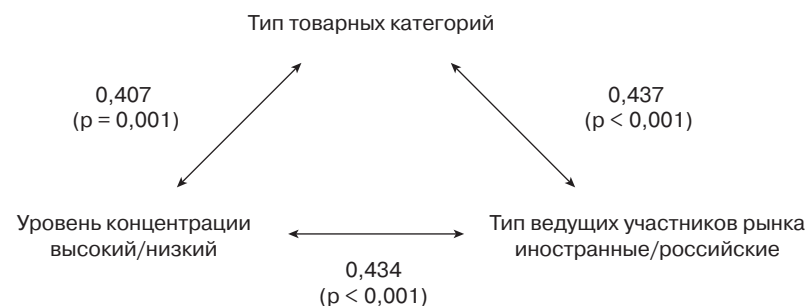 Тип товарных категорий
0,407
(p = 0,001)
0,437
(p < 0,001)
Уровень концентрации
высокий/низкий
Тип ведущих участников рынка
иностранные/российские
0,434
(p < 0,001)